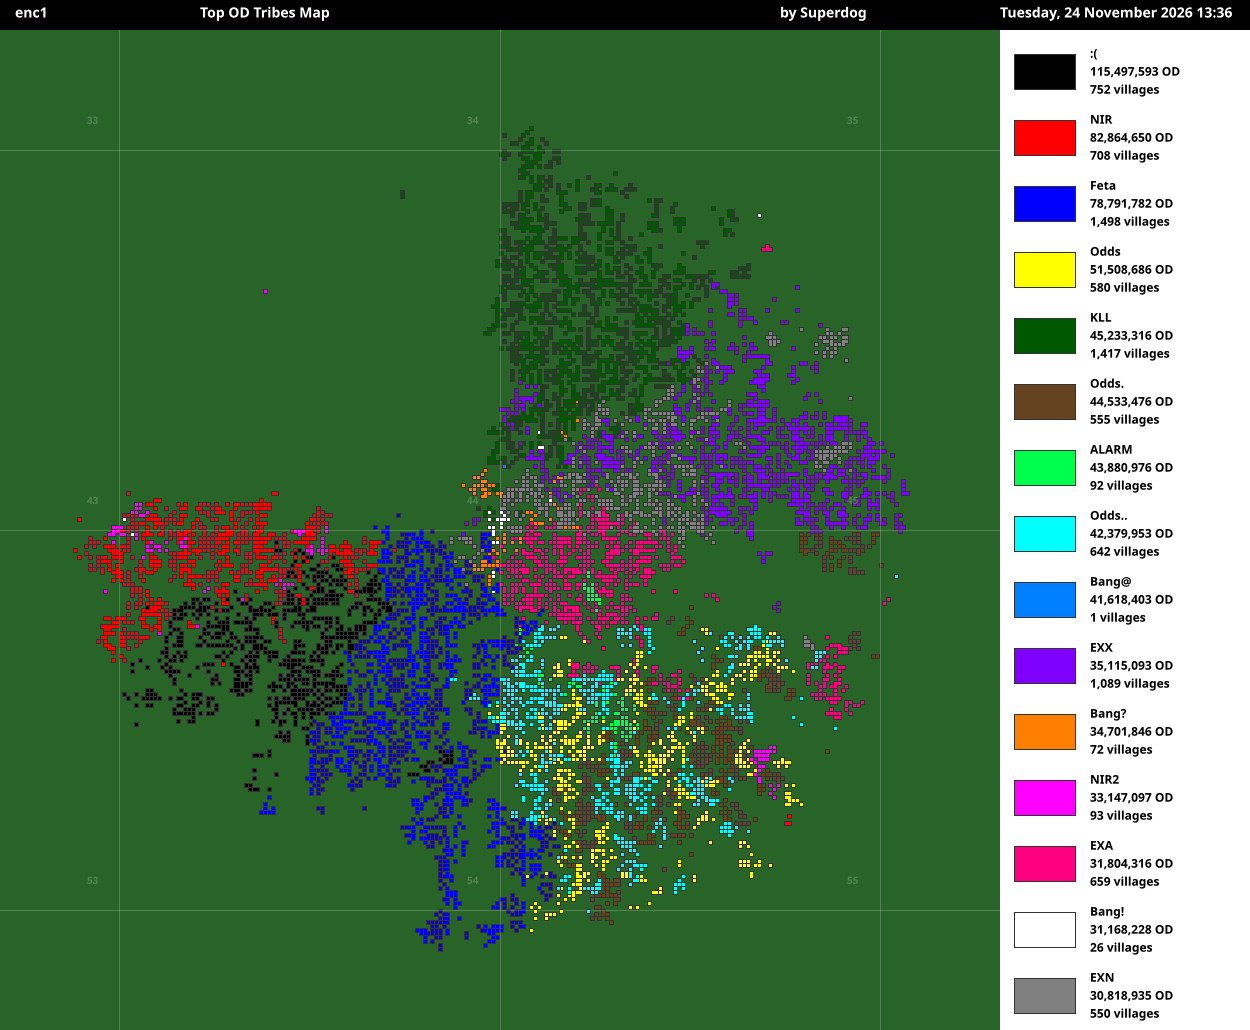 enc1 Top OD Tribes Map by Superdog Tuesday, 24 November 2026 13:36
33 34 35
43 44 45
53 54 55
:(
115,497,593 OD
752 villages
NIR
82,864,650 OD
708 villages
Feta
78,791,782 OD
1,498 villages
Odds
51,508,686 OD
580 villages
KLL
45,233,316 OD
1,417 villages
Odds.
44,533,476 OD
555 villages
ALARM
43,880,976 OD
92 villages
Odds..
42,379,953 OD
642 villages
Bang@
41,618,403 OD
1 villages
EXX
35,115,093 OD
1,089 villages
Bang?
34,701,846 OD
72 villages
NIR2
33,147,097 OD
93 villages
EXA
31,804,316 OD
659 villages
Bang!
31,168,228 OD
26 villages
EXN
30,818,935 OD
550 villages